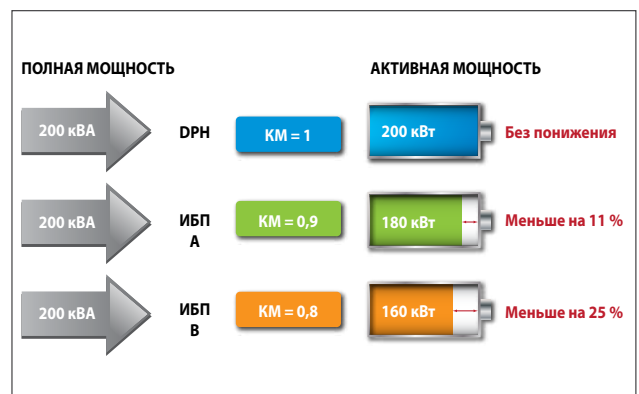 ПОЛНАЯ МОЩНОСТЬ
АКТИВНАЯ МОЩНОСТЬ
200 кВА
DPH
КМ = 1
200 кВт
Без понижения
200 кВА
ИБП
А
КМ = 0,9
180 кВт
Меньше на 11 %
200 кВА
ИБП
В
КМ = 0,8
160 кВт
Меньше на 25 %